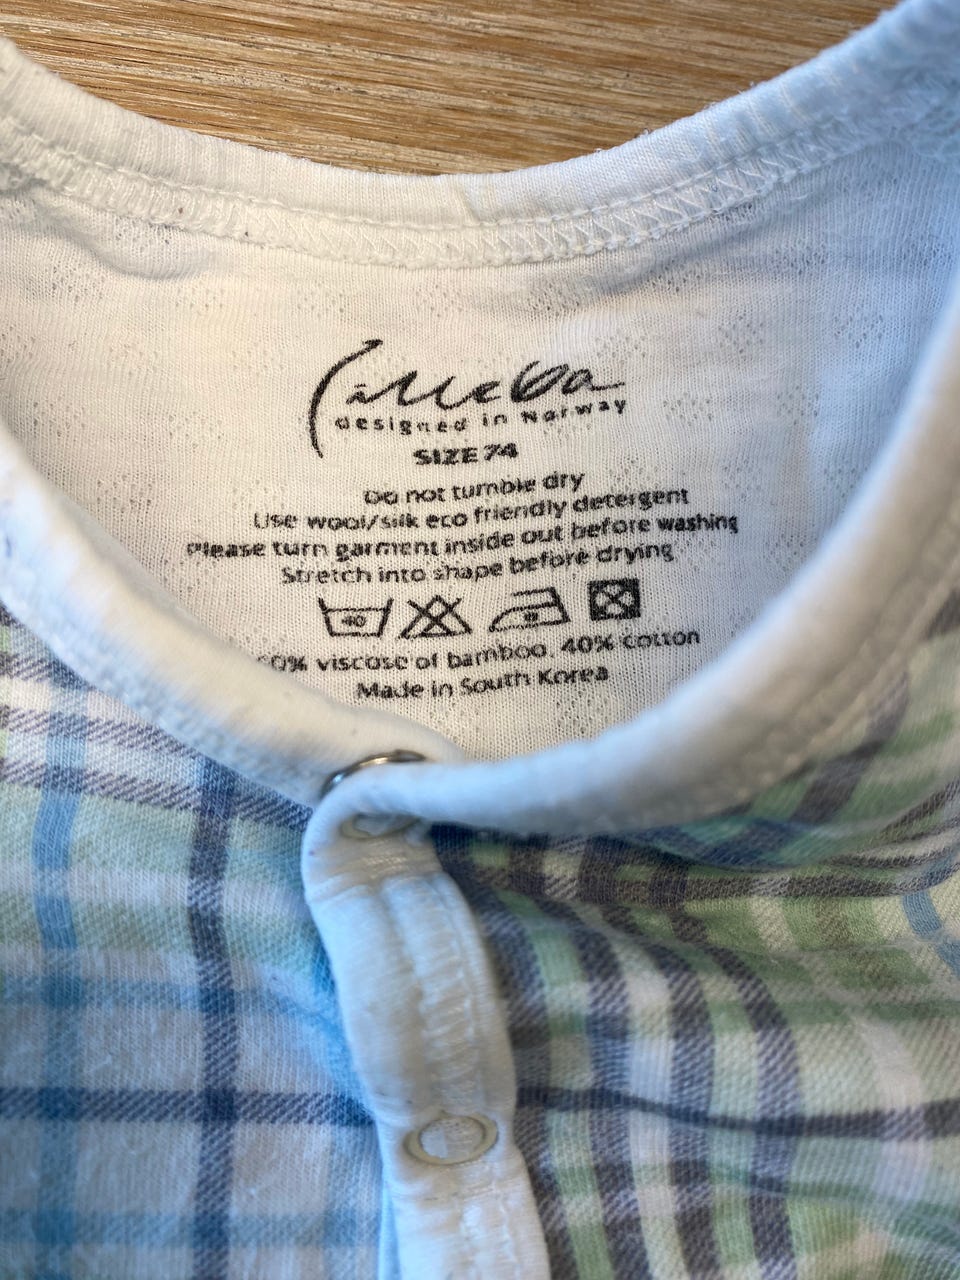 designed in Norway
SIZE 74
Do not tumble dry
Use wool/silk eco friendly detergent
Please turn garment inside out before washing
Stretch into shape before drying
40
viscose of bamboo, 40% cotton
Made in South Korea